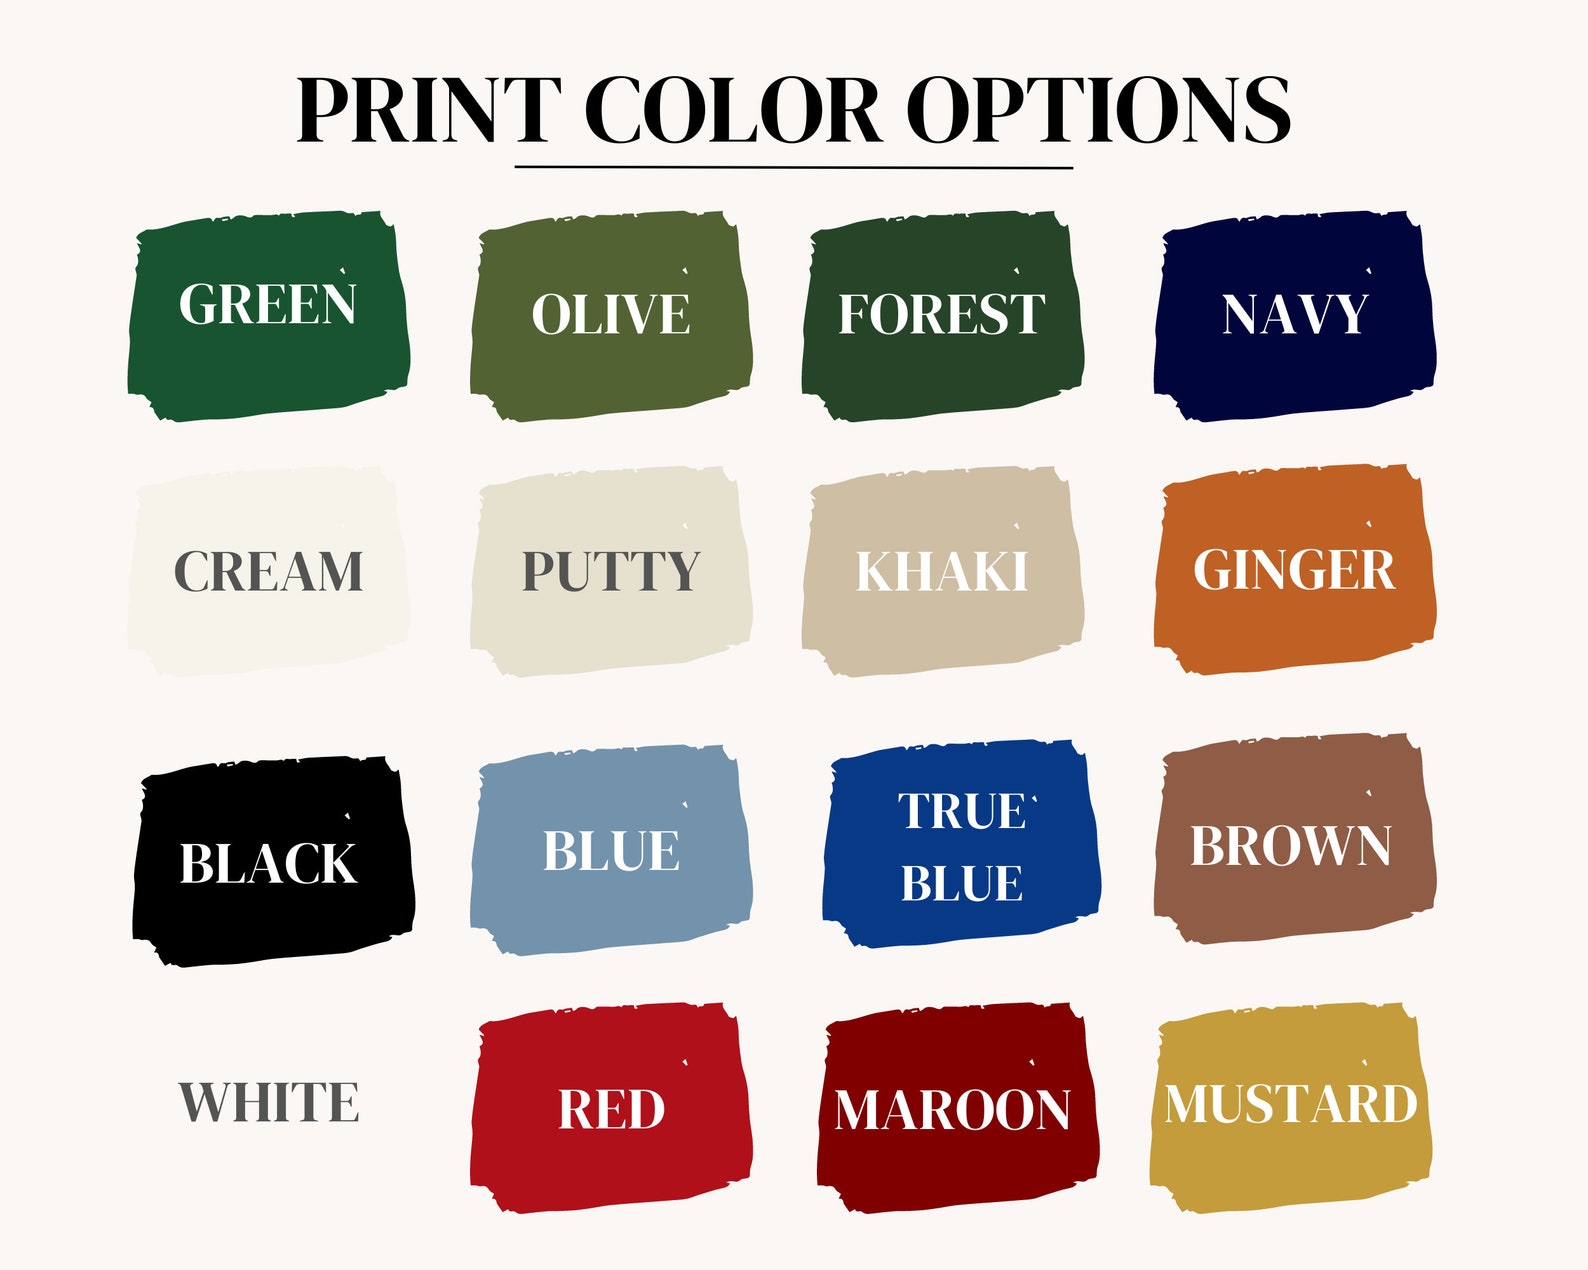 PRINT COLOR OPTIONS
GREEN
OLIVE
FOREST
NAVY
CREAM
PUTTY
KHAKI
GINGER
BLACK
BLUE
TRUE
BLUE
BROWN
WHITE
RED
MAROON
MUSTARD